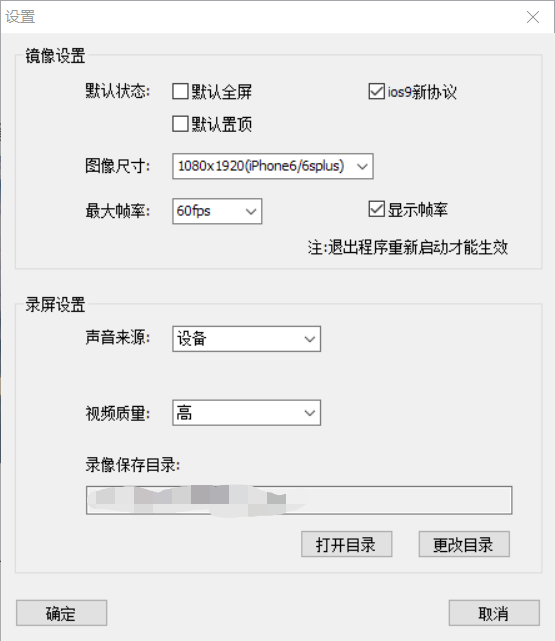 设置
镜像设置
默认状态: 默认全屏 ios9新协议
默认置顶
图像尺寸: 1080x1920(iPhone6/6splus)
最大帧率: 60fps 显示帧率
注:退出程序重新启动才能生效
录屏设置
声音来源: 设备
视频质量: 高
录像保存目录:
打开目录 更改目录
确定 取消